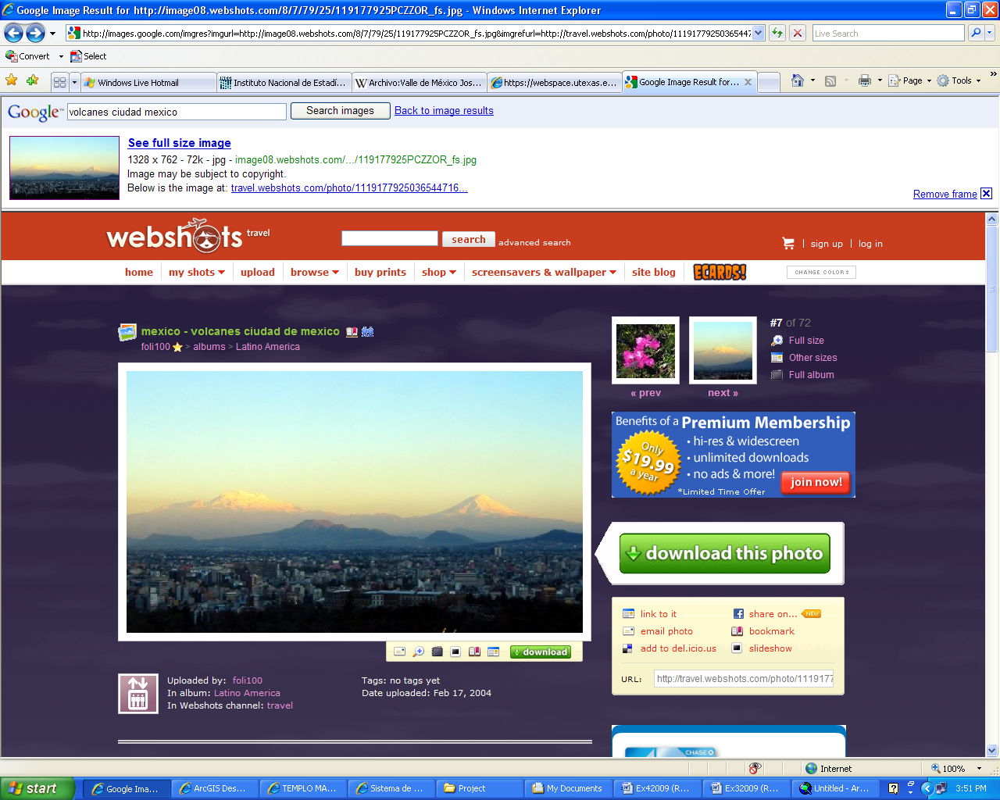 Google Image Result for http://image08.webshots.com/8/7/79/25/119177925PCZZOR_fs.jpg - Windows Internet Explorer
http://images.google.com/imgres?imgurl=http://image08.webshots.com/8/7/79/25/119177925PCZZOR_fs.jpg&imgrefurl=http://travel.webshots.com/photo/11191779250365447
Live Search
Convert Select
Windows Live Hotmail
Instituto Nacional de Estadí...
Archivo:Valle de México Jos...
https://webspace.utexas.e...
Google Image Result for...
Page Tools
Google™ volcanes ciudad mexico Search images Back to image results
See full size image
1328 x 762 - 72k - jpg - image08.webshots.com/.../119177925PCZZOR_fs.jpg
Image may be subject to copyright.
Below is the image at: travel.webshots.com/photo/1119177925036544716...
Remove frame
webshots travel
search advanced search
sign up | log in
home my shots upload browse buy prints shop screensavers & wallpaper site blog ECARDS! CHANGE COLOR
mexico - volcanes ciudad de mexico
foli100 > albums > Latino America
#7 of 72
Full size
Other sizes
Full album
« prev next »
Benefits of a Premium Membership
Only $19.99 a year
• hi-res & widescreen
• unlimited downloads
• no ads & more!
*Limited Time Offer
join now!
download this photo
link to it share on... NEW
email photo bookmark
add to del.icio.us slideshow
URL: http://travel.webshots.com/photo/1119177
download
Uploaded by: foli100
In album: Latino America
In Webshots channel: travel
Tags: no tags yet
Date uploaded: Feb 17, 2004
CHASE
Internet 100%
start
Google Ima...
ArcGIS Des...
TEMPLO MA...
Sistema de ...
Project
My Documents
Ex42009 (R...
Ex32009 (R...
Untitled - Ar...
3:51 PM